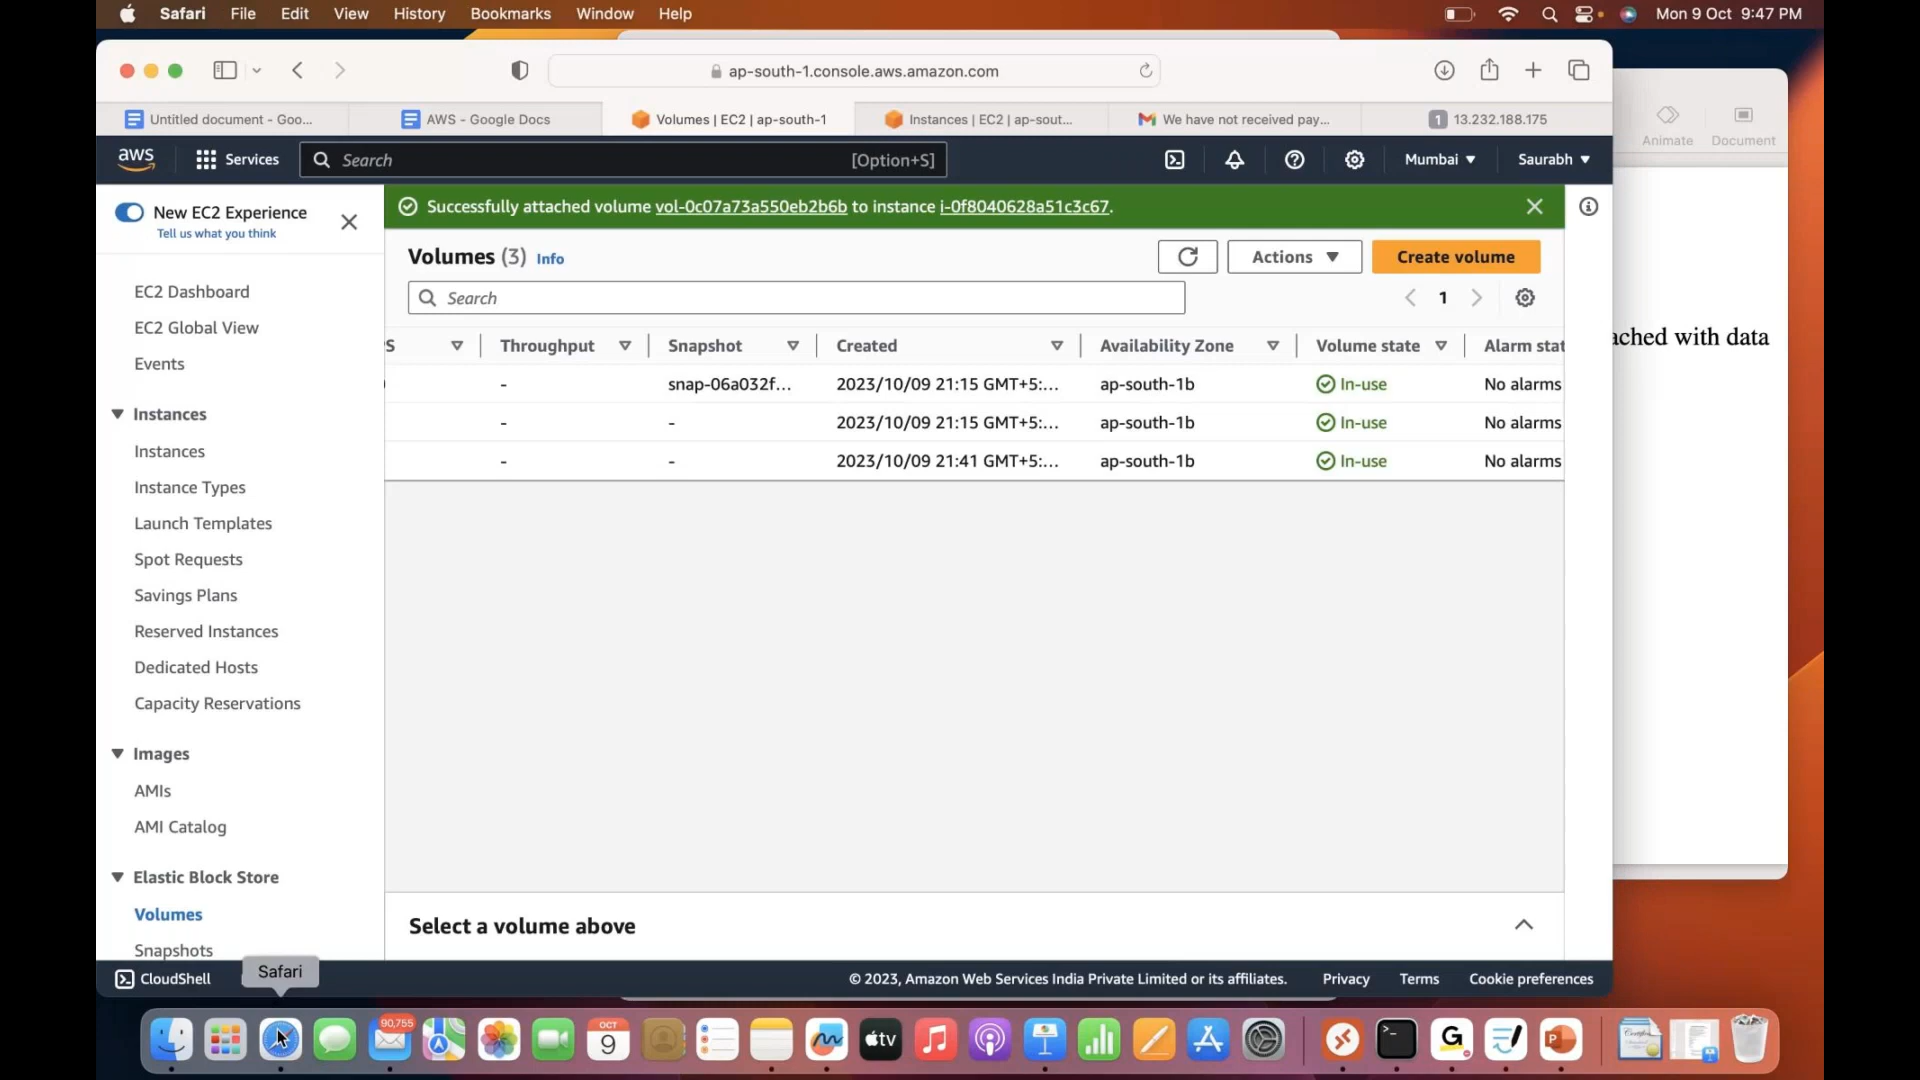 Safari File Edit View History Bookmarks Window Help Mon 9 Oct 9:47 PM
ap-south-1.console.aws.amazon.com
Untitled document - Goo... AWS - Google Docs Volumes | EC2 | ap-south-1 Instances | EC2 | ap-sout... We have not received pay... 1 13.232.188.175
Animate Document
aws Services Search [Option+S] Mumbai Saurabh
New EC2 Experience
Tell us what you think
Successfully attached volume vol-0c07a73a550eb2b6b to instance i-0f8040628a51c3c67.
Volumes (3) Info Actions Create volume
Search 1
EC2 Dashboard
EC2 Global View
Events
Instances
Instances
Instance Types
Launch Templates
Spot Requests
Savings Plans
Reserved Instances
Dedicated Hosts
Capacity Reservations
Images
AMIs
AMI Catalog
Elastic Block Store
Volumes
Snapshots
S Throughput Snapshot Created Availability Zone Volume state Alarm stat
- snap-06a032f... 2023/10/09 21:15 GMT+5:... ap-south-1b In-use No alarms
- - 2023/10/09 21:15 GMT+5:... ap-south-1b In-use No alarms
- - 2023/10/09 21:41 GMT+5:... ap-south-1b In-use No alarms
ached with data
Select a volume above
CloudShell Safari © 2023, Amazon Web Services India Private Limited or its affiliates. Privacy Terms Cookie preferences
90,755 OCT 9 tv